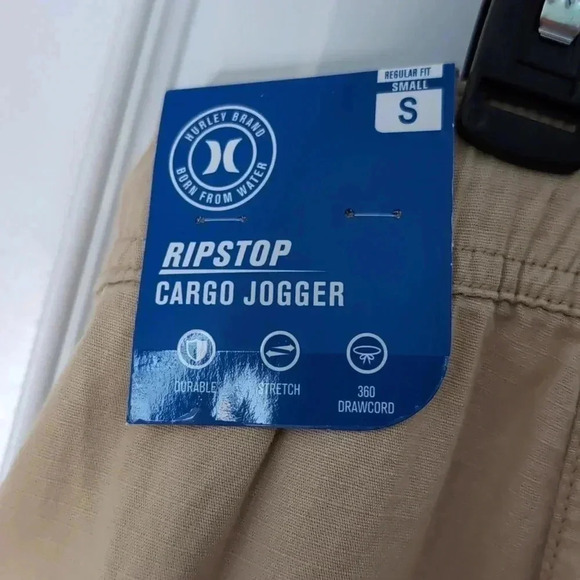 REGULAR FIT
SMALL
S
HURLEY BRAND
BORN FROM WATER
RIPSTOP
CARGO JOGGER
DURABLE
STRETCH
360
DRAWCORD